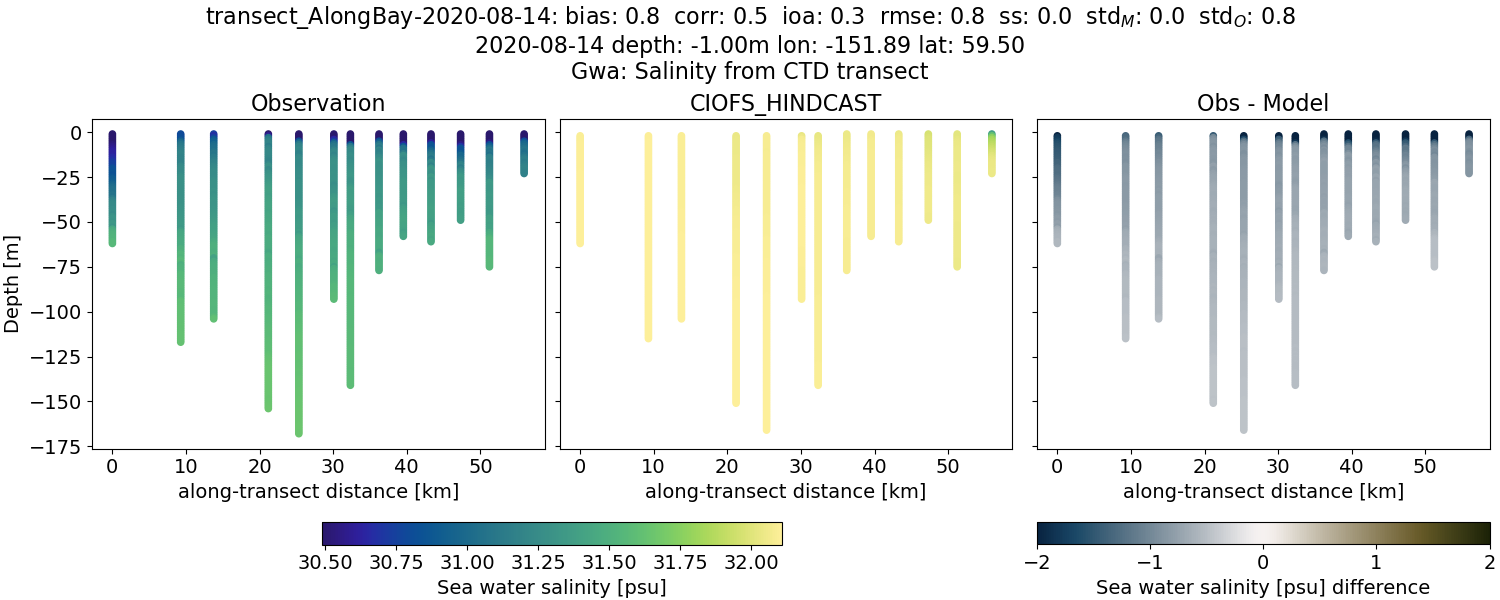 transect_AlongBay-2020-08-14: bias: 0.8 corr: 0.5 ioa: 0.3 rmse: 0.8 ss: 0.0 std_M: 0.0 std_O: 0.8
2020-08-14 depth: -1.00m lon: -151.89 lat: 59.50
Gwa: Salinity from CTD transect
Observation CIOFS_HINDCAST Obs - Model
Depth [m]
0
−25
−50
−75
−100
−125
−150
−175
0 10 20 30 40 50 0 10 20 30 40 50 0 10 20 30 40 50
along-transect distance [km] along-transect distance [km] along-transect distance [km]
30.50 30.75 31.00 31.25 31.50 31.75 32.00 −2 −1 0 1 2
Sea water salinity [psu] Sea water salinity [psu] difference